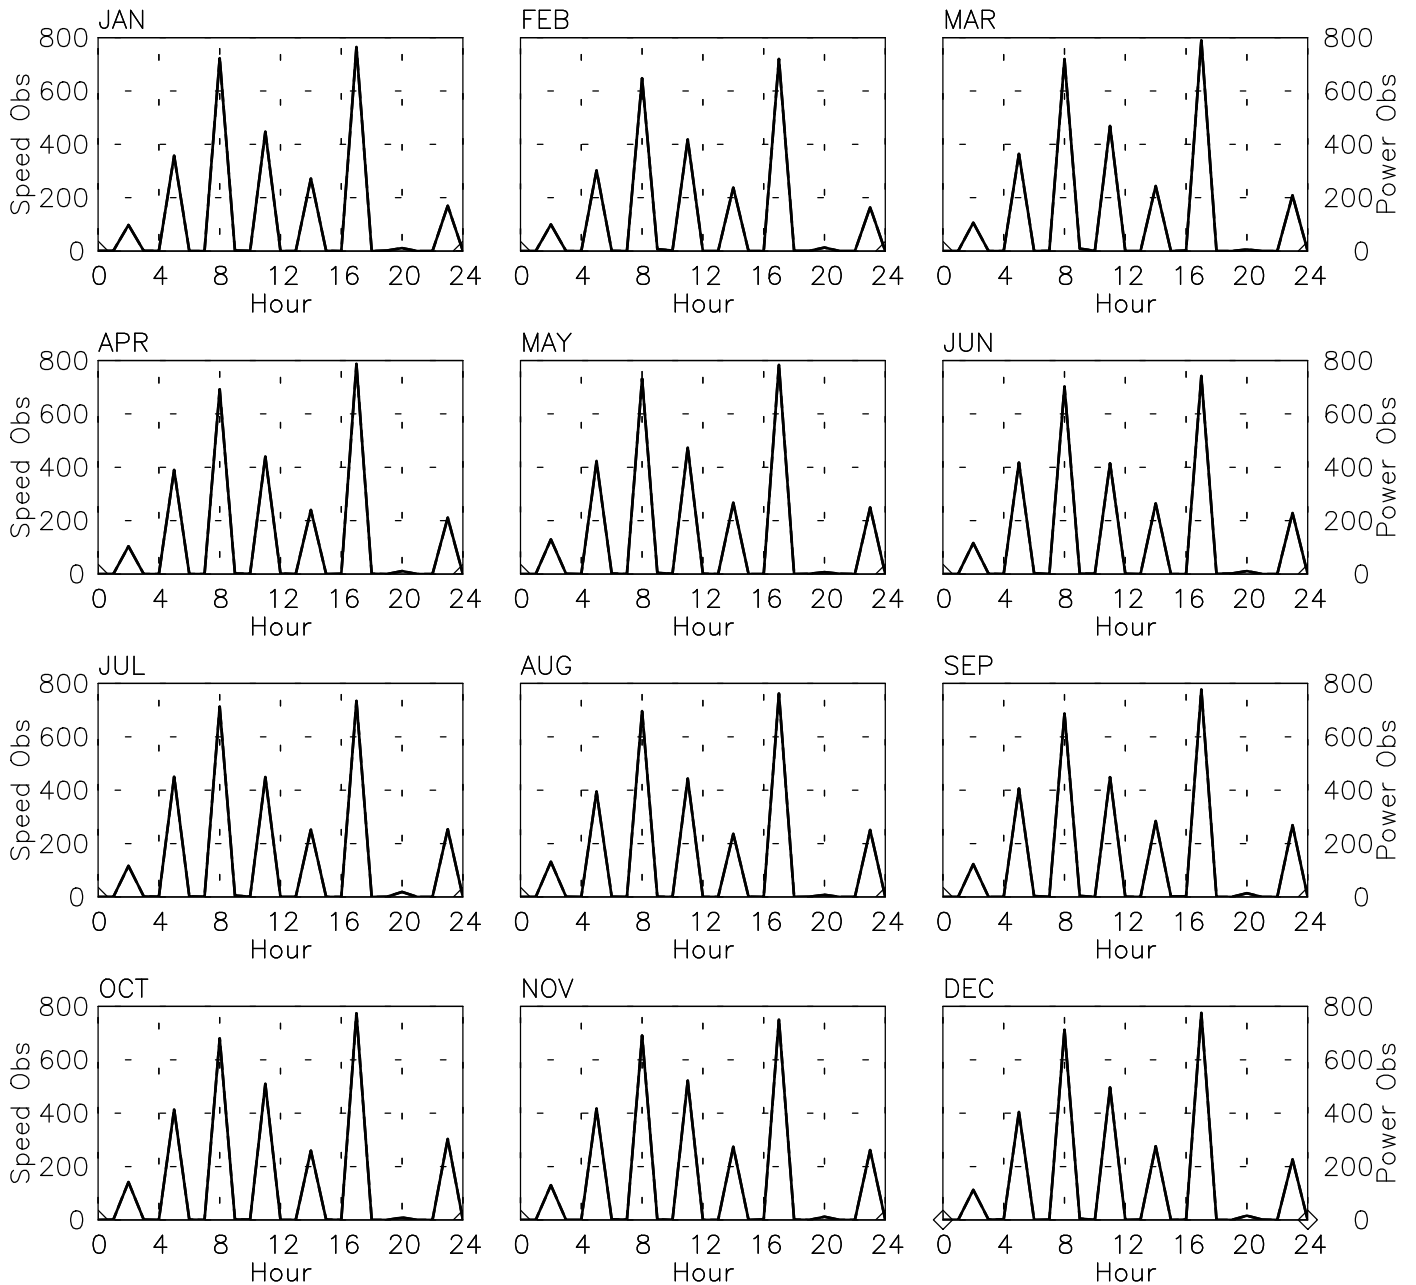 JAN FEB MAR
800 800
600 600
400 400
200 200
0 0
Speed Obs Power Obs
0 4 8 12 16 20 24 0 4 8 12 16 20 24 0 4 8 12 16 20 24
Hour Hour Hour
APR MAY JUN
800 800
600 600
400 400
200 200
0 0
Speed Obs Power Obs
0 4 8 12 16 20 24 0 4 8 12 16 20 24 0 4 8 12 16 20 24
Hour Hour Hour
JUL AUG SEP
800 800
600 600
400 400
200 200
0 0
Speed Obs Power Obs
0 4 8 12 16 20 24 0 4 8 12 16 20 24 0 4 8 12 16 20 24
Hour Hour Hour
OCT NOV DEC
800 800
600 600
400 400
200 200
0 0
Speed Obs Power Obs
0 4 8 12 16 20 24 0 4 8 12 16 20 24 0 4 8 12 16 20 24
Hour Hour Hour